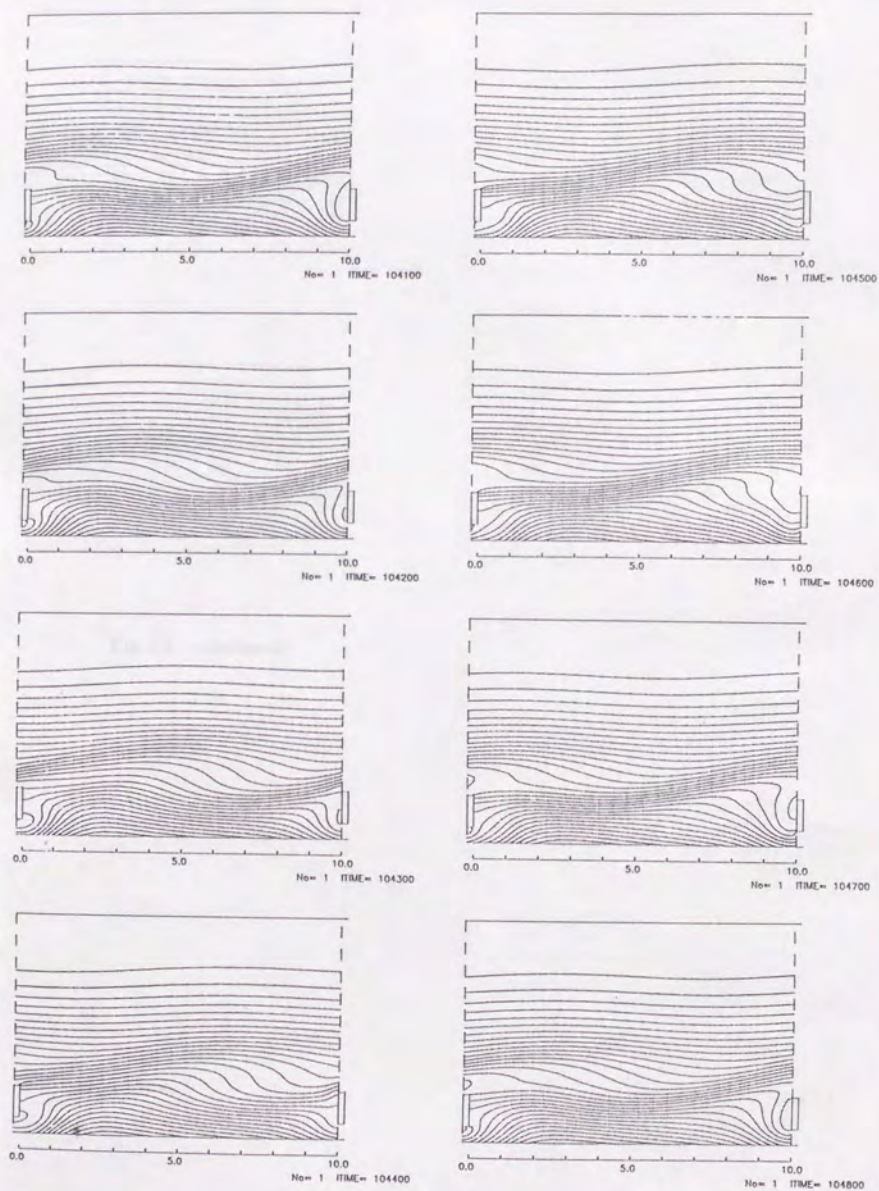 0.0 5.0 10.0
No= 1 ITIME= 104100
0.0 5.0 10.0
No= 1 ITIME= 104200
0.0 5.0 10.0
No= 1 ITIME= 104300
0.0 5.0 10.0
No= 1 ITIME= 104400
0.0 5.0 10.0
No= 1 ITIME= 104500
0.0 5.0 10.0
No= 1 ITIME= 104600
0.0 5.0 10.0
No= 1 ITIME= 104700
0.0 5.0 10.0
No= 1 ITIME= 104800